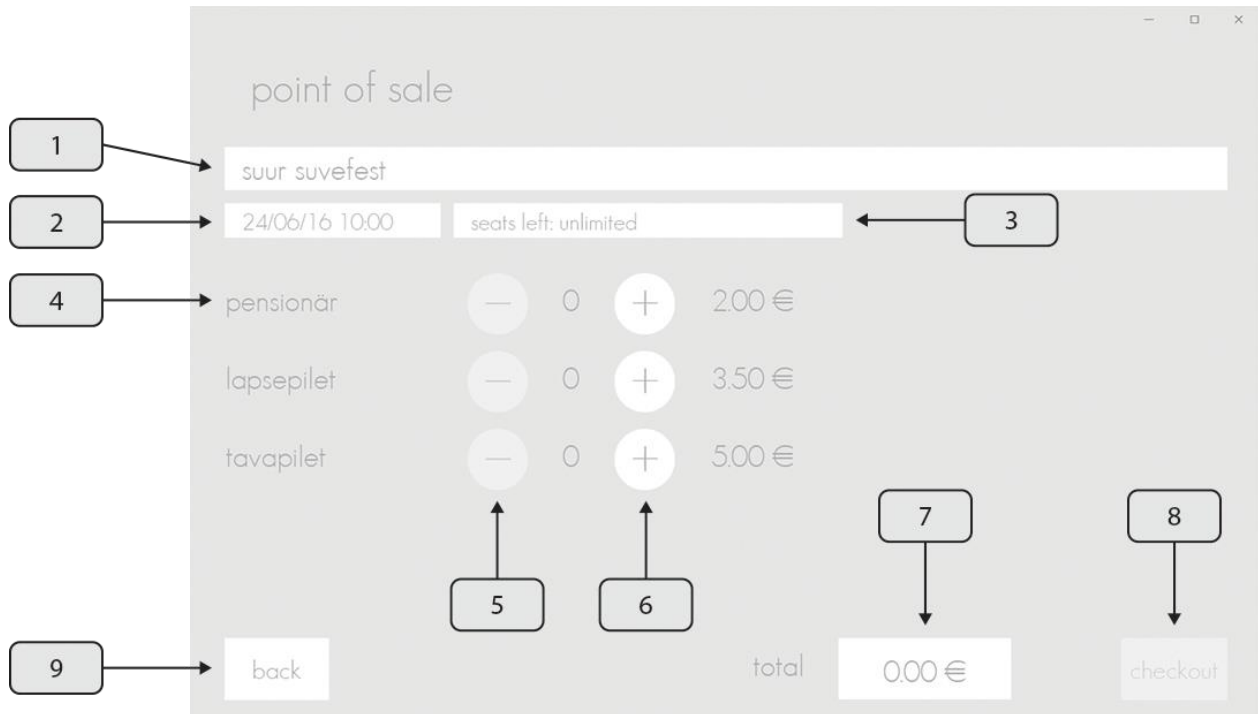 point of sale
1
suur suvefest
2
24/06/16 10:00
seats left: unlimited
3
4
pensionär
0
2.00 €
lapsepilet
0
3.50 €
tavapilet
0
5.00 €
5
6
7
8
9
back
total
0.00 €
checkout